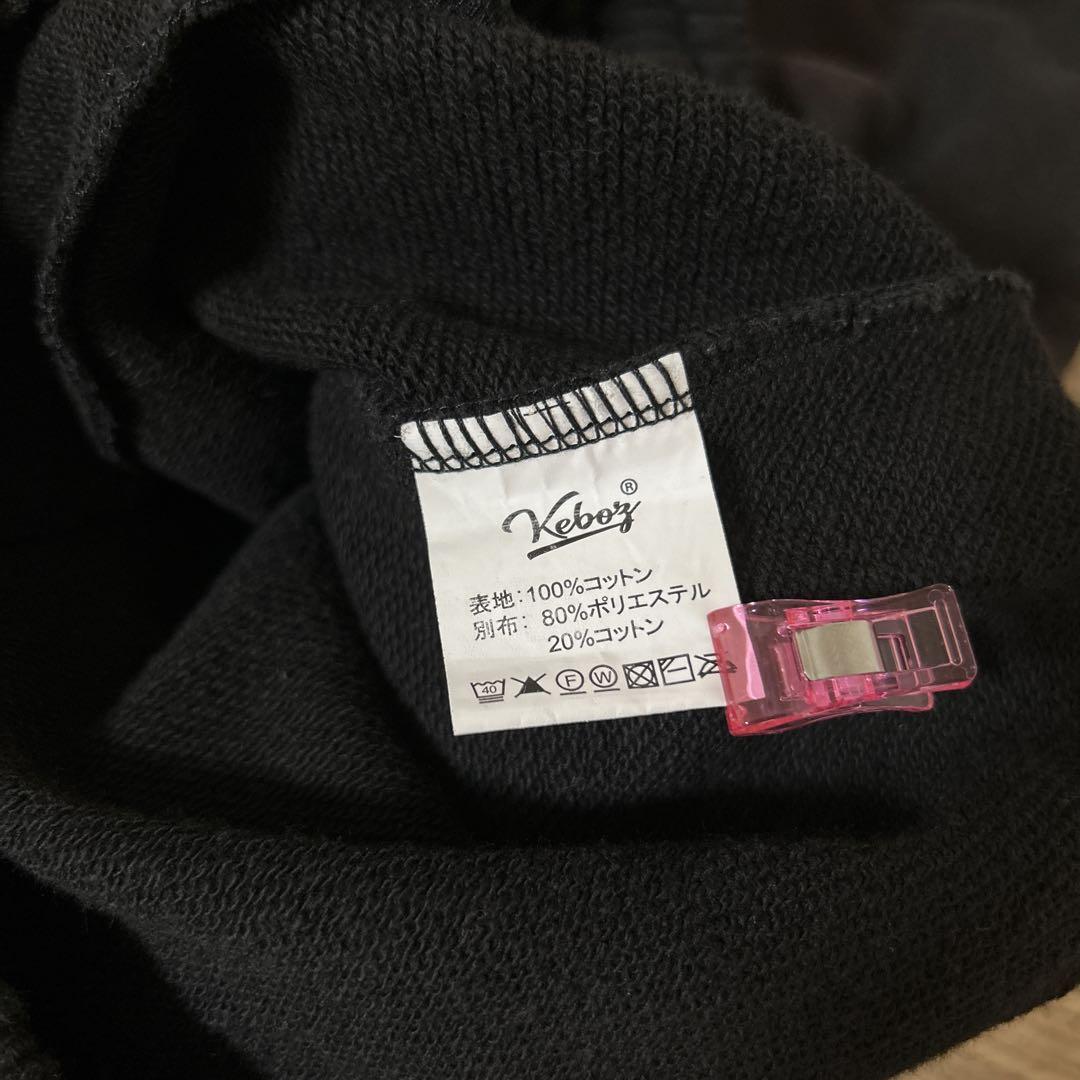 Keboz®
表地:100%コットン
別布: 80%ポリエステル
20%コットン
40 F W